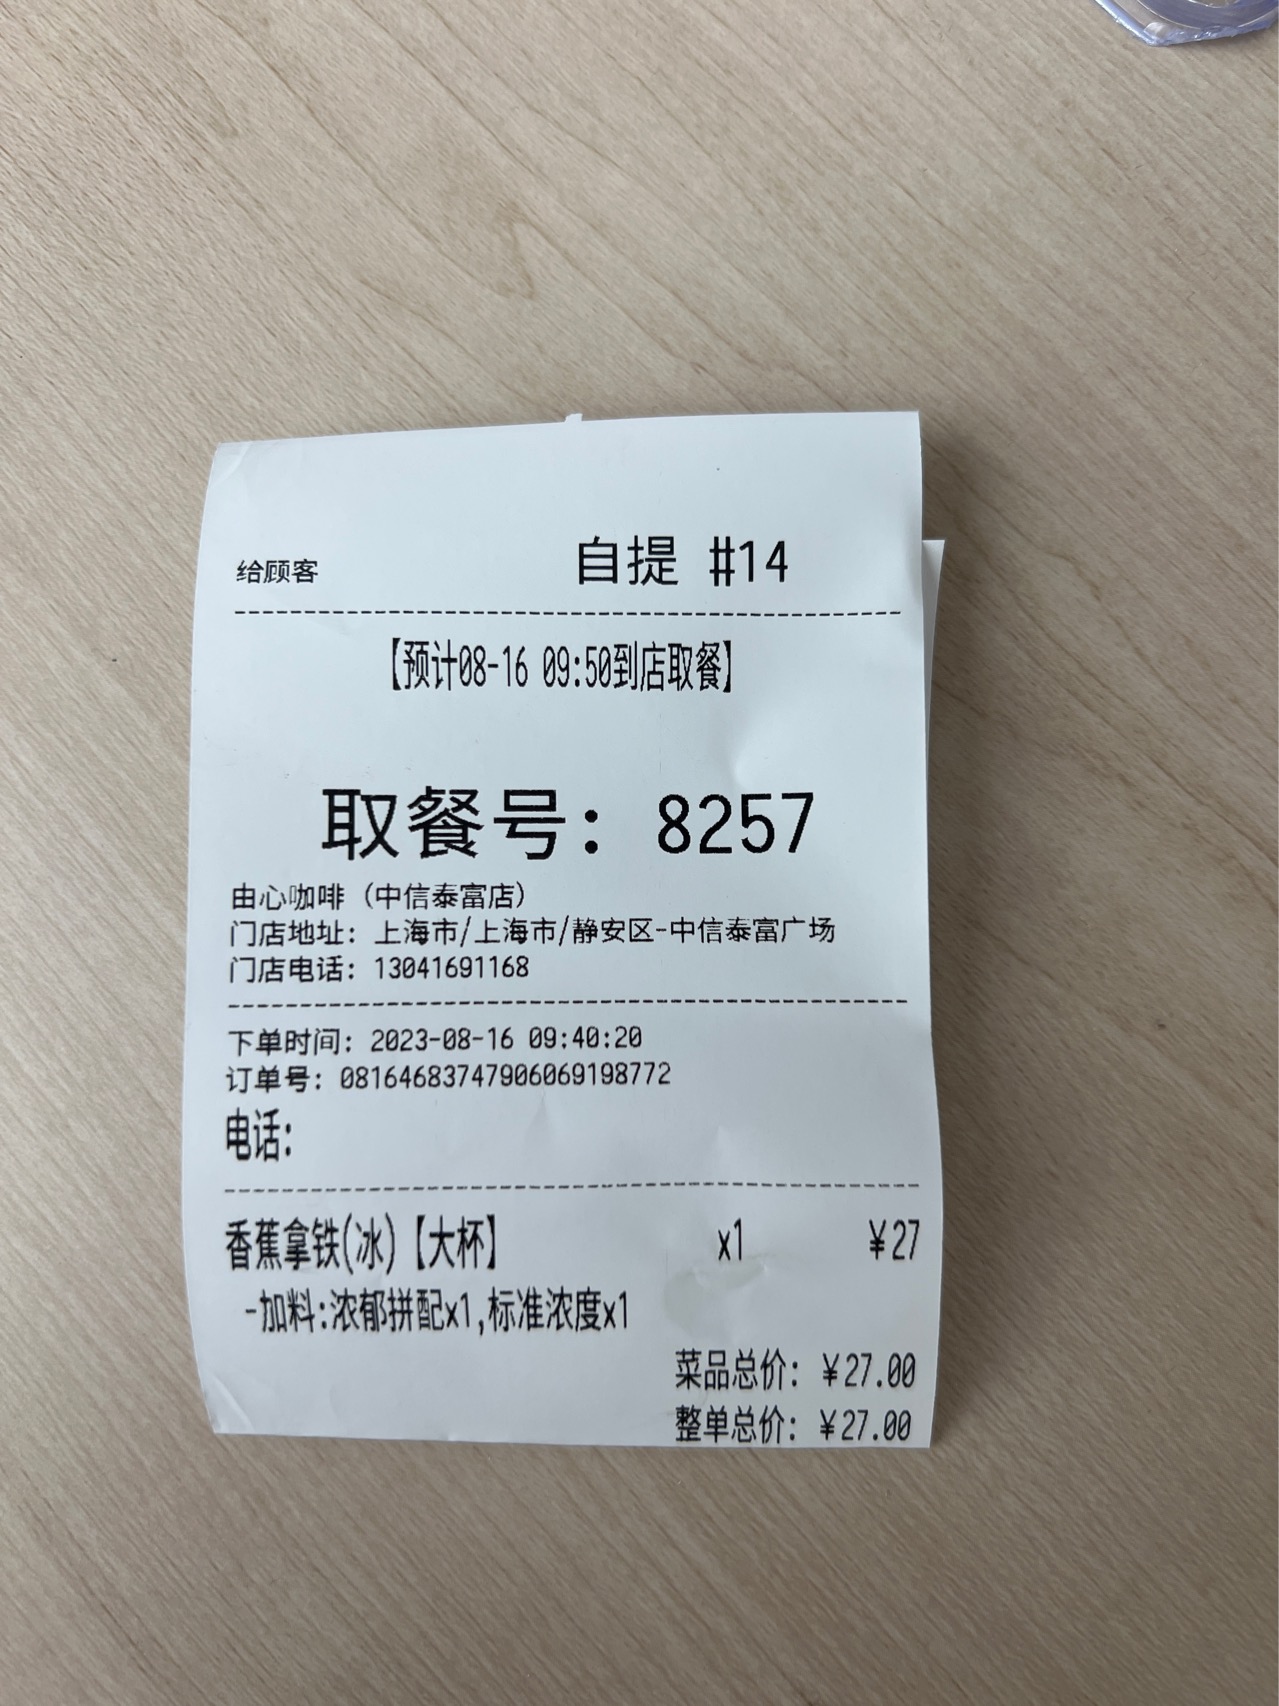 给顾客 自提 #14
【预计08-16 09:50到店取餐】
取餐号：8257
由心咖啡（中信泰富店）
门店地址：上海市/上海市/静安区-中信泰富广场
门店电话：13041691168
下单时间：2023-08-16 09:40:20
订单号：08164683747906069198772
电话：
香蕉拿铁(冰)【大杯】 x1 ¥27
-加料:浓郁拼配x1,标准浓度x1
菜品总价：¥27.00
整单总价：¥27.00